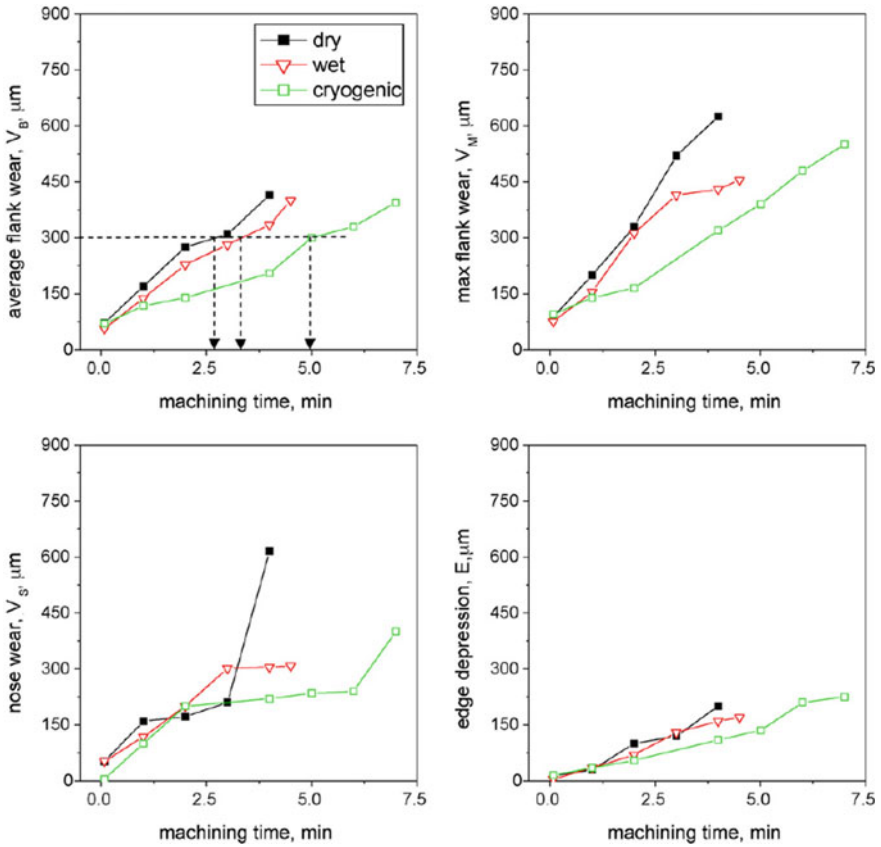 900
750
600
450
300
150
0
average flank wear, V_B, μm
dry
wet
cryogenic
0.0 2.5 5.0 7.5
machining time, min
900
750
600
450
300
150
0
max flank wear, V_M, μm
0.0 2.5 5.0 7.5
machining time, min
900
750
600
450
300
150
0
nose wear, V_S, μm
0.0 2.5 5.0 7.5
machining time, min
900
750
600
450
300
150
0
edge depression, E,μm
0.0 2.5 5.0 7.5
machining time, min